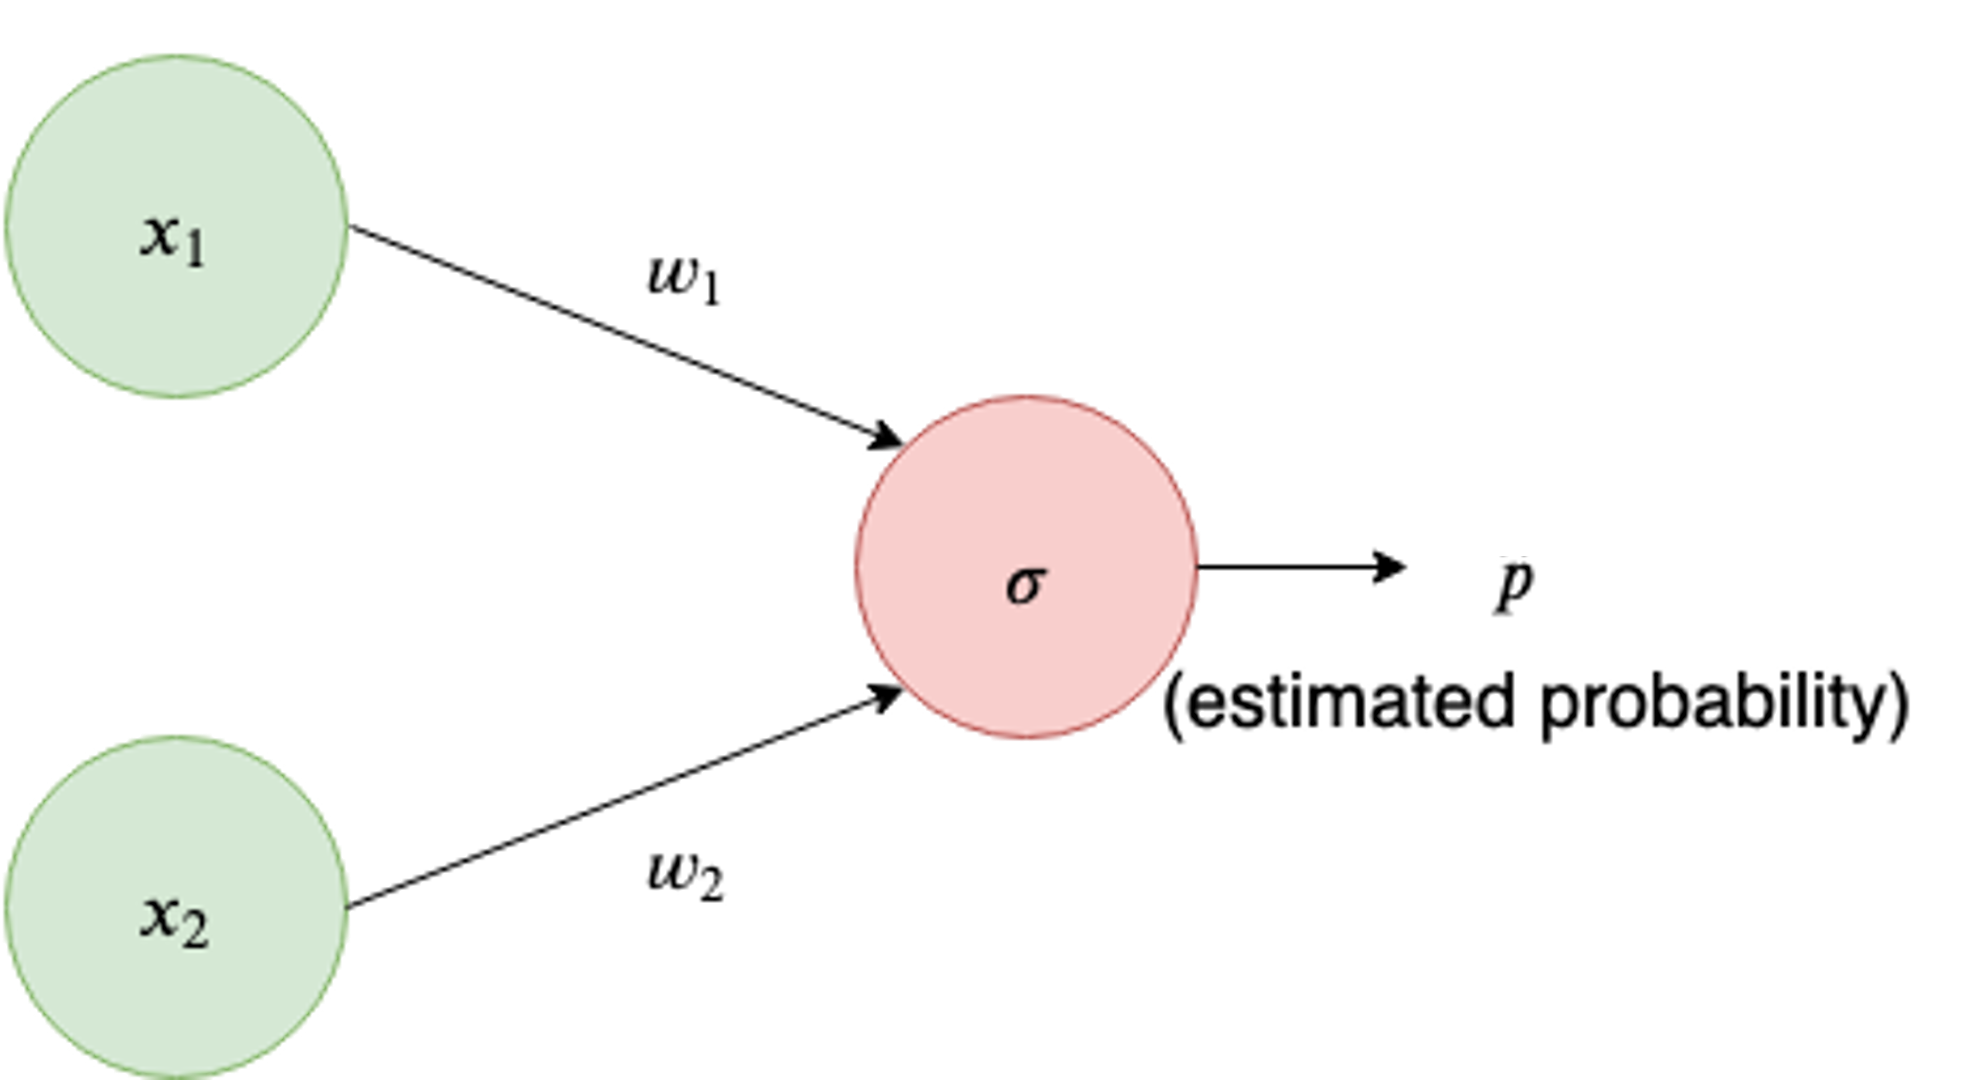 x₁
w₁
σ
p
(estimated probability)
w₂
x₂